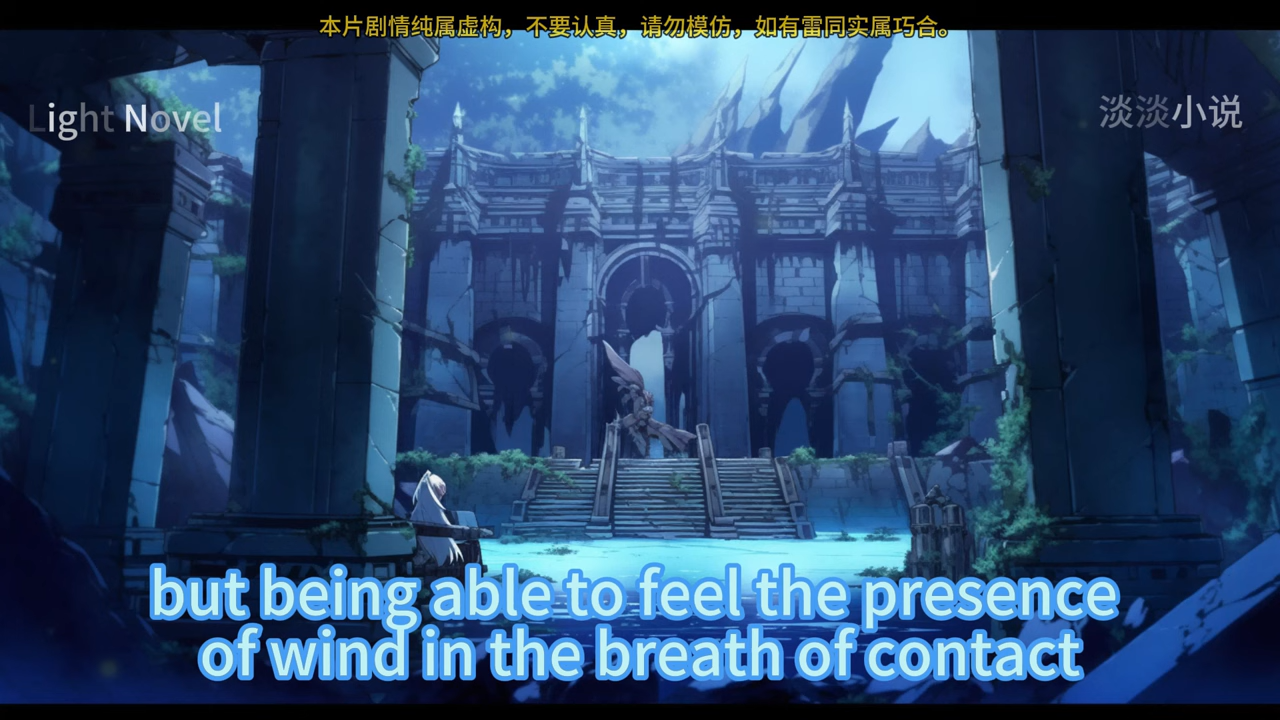 本片剧情纯属虚构，不要认真，请勿模仿，如有雷同实属巧合。
Light Novel
淡淡小说
but being able to feel the presence
of wind in the breath of contact